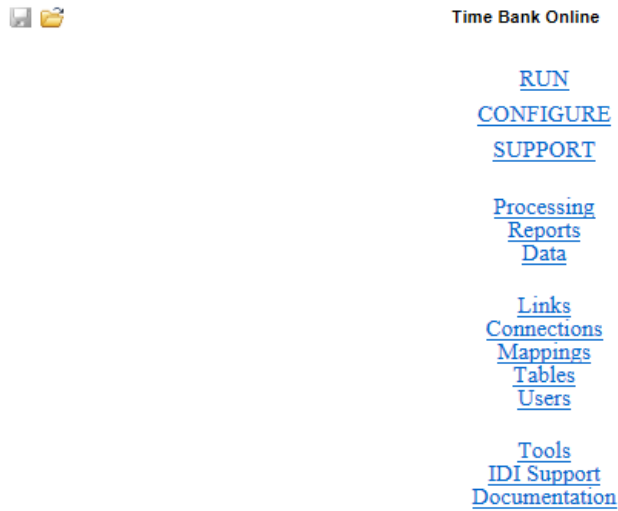 Time Bank Online
RUN
CONFIGURE
SUPPORT
Processing
Reports
Data
Links
Connections
Mappings
Tables
Users
Tools
IDI Support
Documentation